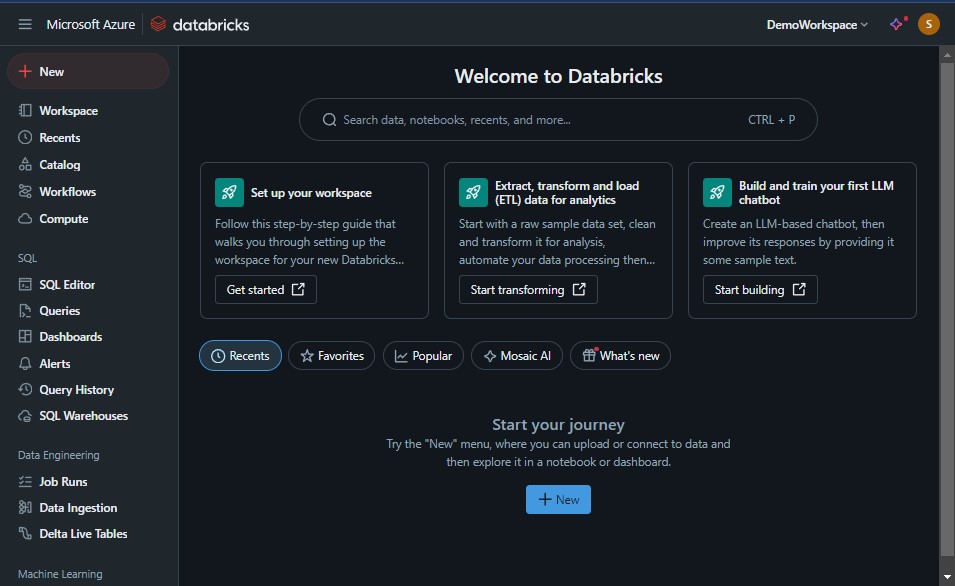 Microsoft Azure databricks DemoWorkspace S
New
Workspace
Recents
Catalog
Workflows
Compute
SQL
SQL Editor
Queries
Dashboards
Alerts
Query History
SQL Warehouses
Data Engineering
Job Runs
Data Ingestion
Delta Live Tables
Machine Learning
Welcome to Databricks
Search data, notebooks, recents, and more... CTRL + P
Set up your workspace
Follow this step-by-step guide that
walks you through setting up the
workspace for your new Databricks...
Get started
Extract, transform and load
(ETL) data for analytics
Start with a raw sample data set, clean
and transform it for analysis,
automate your data processing then...
Start transforming
Build and train your first LLM
chatbot
Create an LLM-based chatbot, then
improve its responses by providing it
some sample text.
Start building
Recents Favorites Popular Mosaic AI What's new
Start your journey
Try the "New" menu, where you can upload or connect to data and
then explore it in a notebook or dashboard.
New